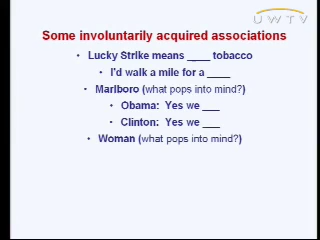 UWTV
Some involuntarily acquired associations
• Lucky Strike means ____ tobacco
• I'd walk a mile for a ____
• Marlboro (what pops into mind?)
• Obama: Yes we ___
• Clinton: Yes we ___
• Woman (what pops into mind?)